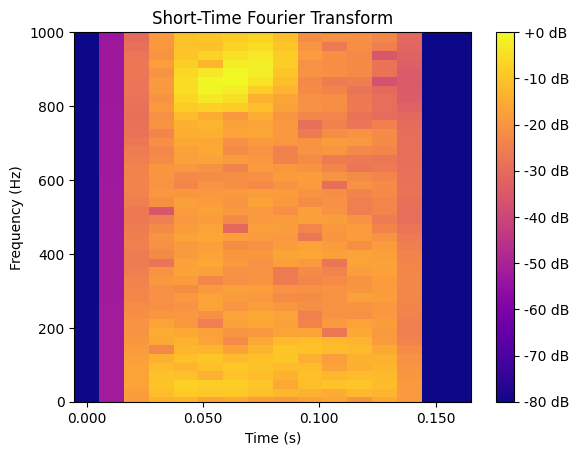 Short-Time Fourier Transform
1000
800
600
400
200
0
Frequency (Hz)
0.000
0.050
0.100
0.150
Time (s)
+0 dB
-10 dB
-20 dB
-30 dB
-40 dB
-50 dB
-60 dB
-70 dB
-80 dB